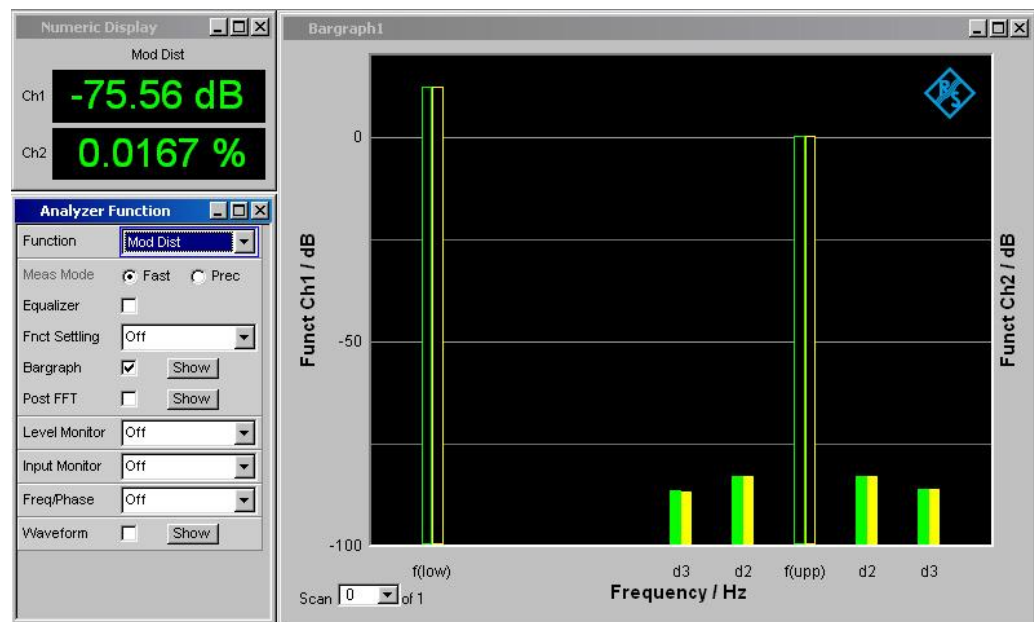 Numeric Display
Mod Dist
Ch1 -75.56 dB
Ch2 0.0167 %
Analyzer Function
Function Mod Dist
Meas Mode Fast Prec
Equalizer
Fnct Settling Off
Bargraph Show
Post FFT Show
Level Monitor Off
Input Monitor Off
Freq/Phase Off
Waveform Show
Bargraph1
R&S
Funct Ch1 / dB
0
-50
-100
Funct Ch2 / dB
f(low) d3 d2 f(upp) d2 d3
Frequency / Hz
Scan 0 of 1